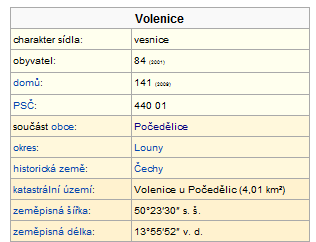 Volenice
charakter sídla: vesnice
obyvatel: 84 (2001)
domů: 141 (2009)
PSČ: 440 01
součást obce: Počedělice
okres: Louny
historická země: Čechy
katastrální území: Volenice u Počedělic (4,01 km²)
zeměpisná šířka: 50°23'30" s. š.
zeměpisná délka: 13°55'52" v. d.